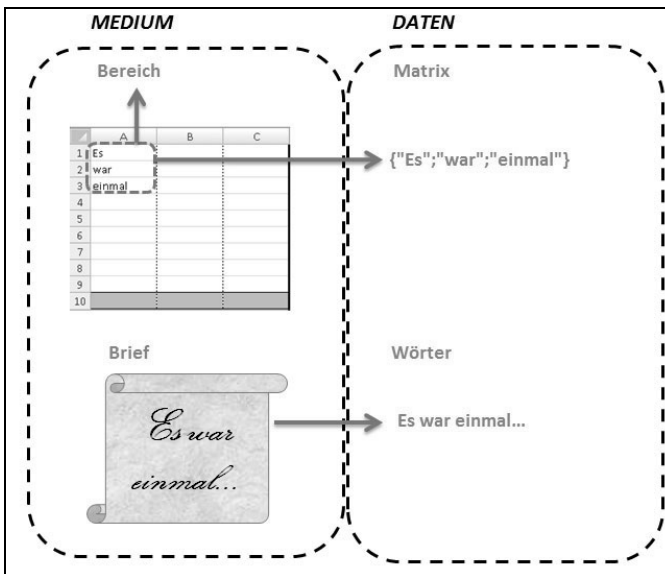 MEDIUM DATEN
Bereich Matrix
A B C
1 Es
2 war {"Es";"war";"einmal"}
3 einmal
4
5
6
7
8
9
10
Brief Wörter
Es war Es war einmal...
einmal...